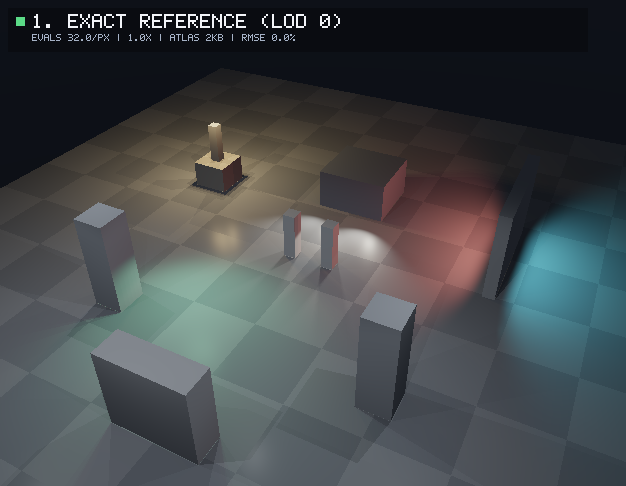 1. EXACT REFERENCE (LOD 0)
EVALS 32.0/PX | 1.0X | ATLAS 2KB | RMSE 0.0%